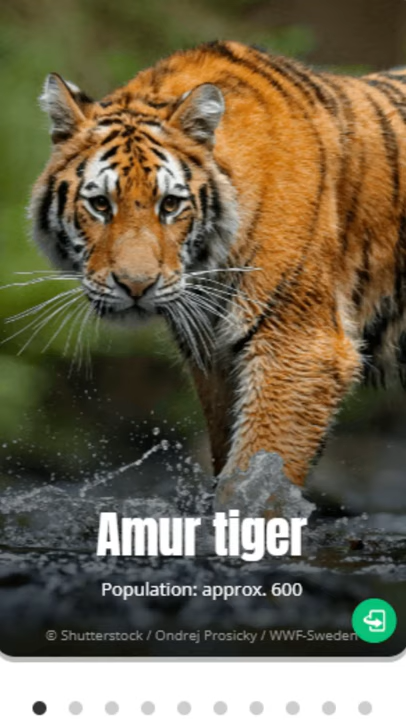 Amur tiger
Population: approx. 600
© Shutterstock / Ondrej Prosicky / WWF-Sweden